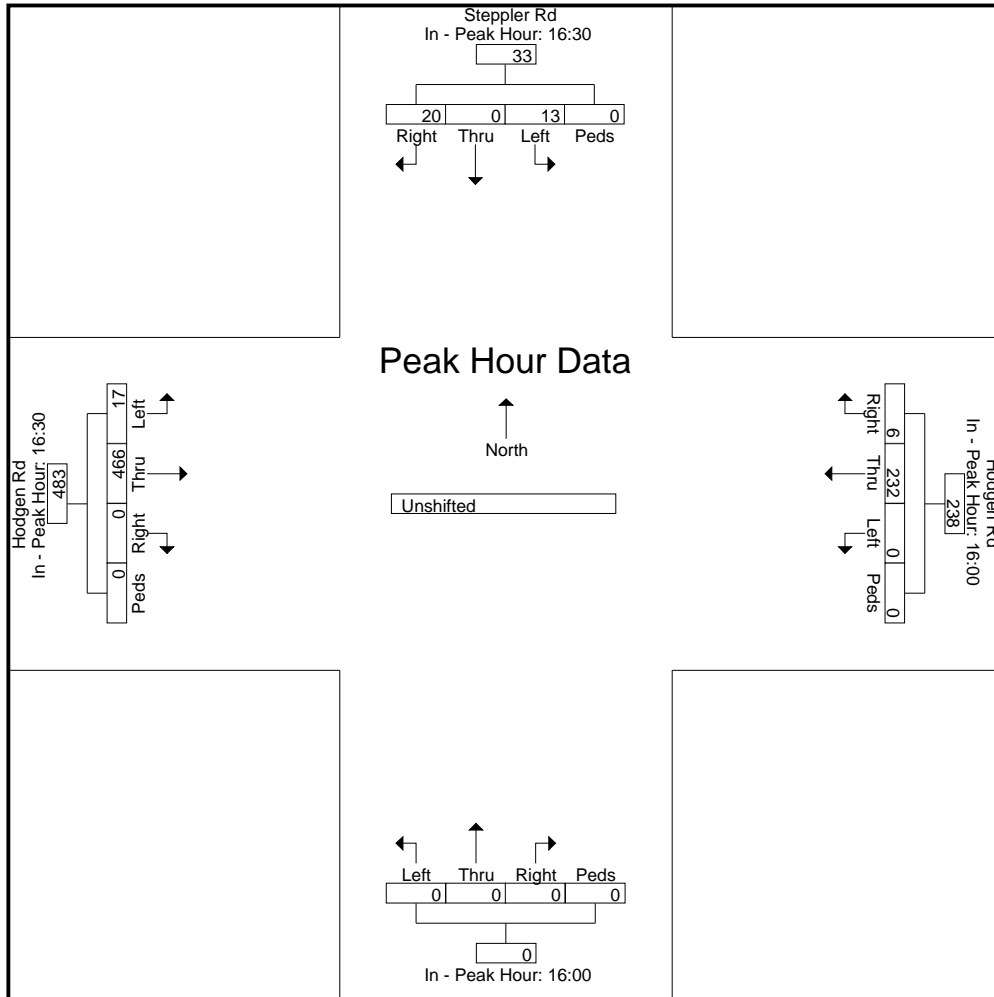 Steppler Rd
In - Peak Hour: 16:30
33
20 0 13 0
Right Thru Left Peds
Peak Hour Data
North
Unshifted
Hodgen Rd
In - Peak Hour: 16:30
483
17 466 0 0
Left Thru Right Peds
Hodgen Rd
In - Peak Hour: 16:00
238
6 232 0 0
Right Thru Left Peds
Left Thru Right Peds
0 0 0 0
0
In - Peak Hour: 16:00